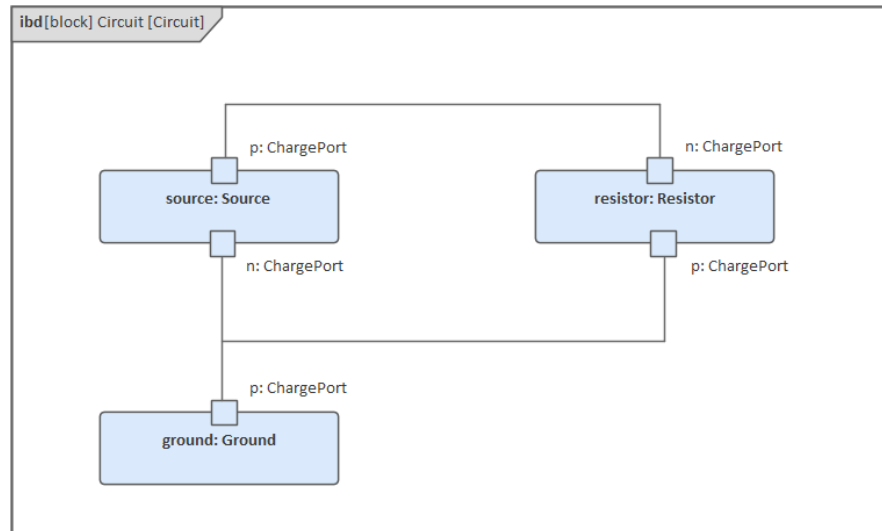 ibd[block] Circuit [Circuit]
p: ChargePort
n: ChargePort
source: Source
resistor: Resistor
n: ChargePort
p: ChargePort
p: ChargePort
ground: Ground